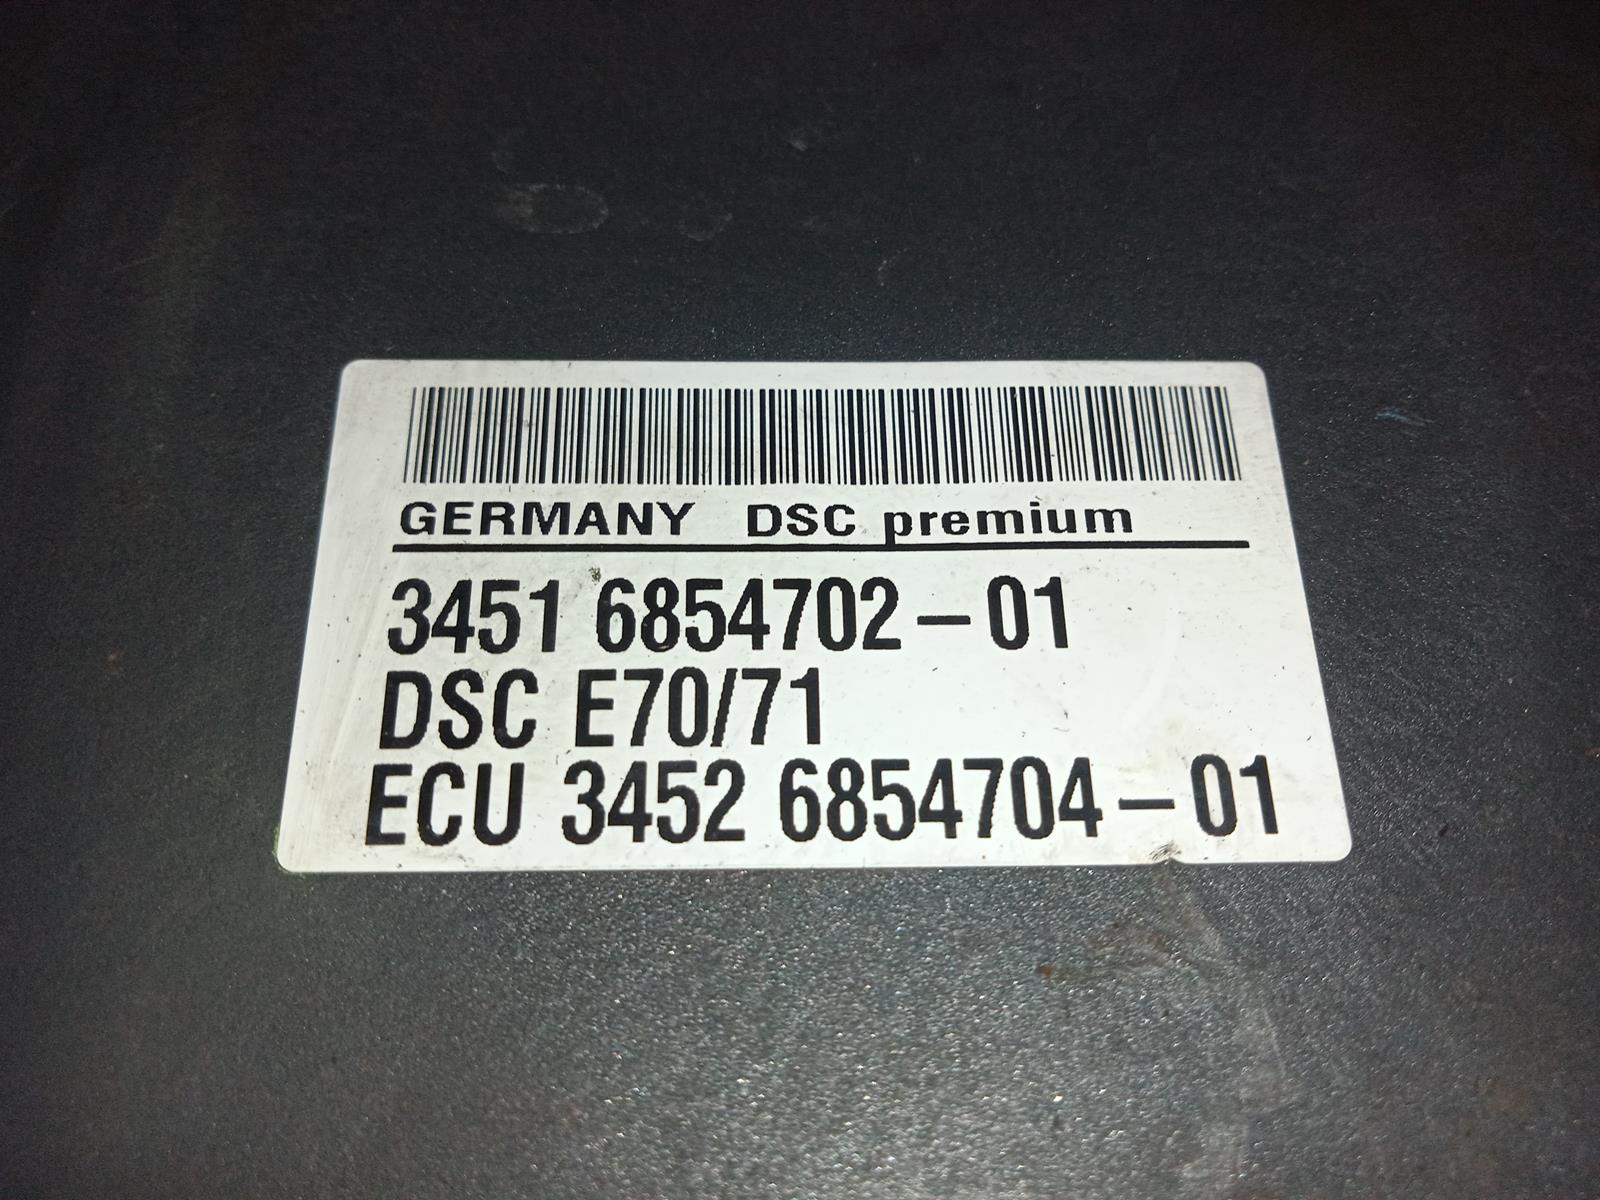 GERMANY DSC premium
3451 6854702-01
DSC E70/71
ECU 3452 6854704-01